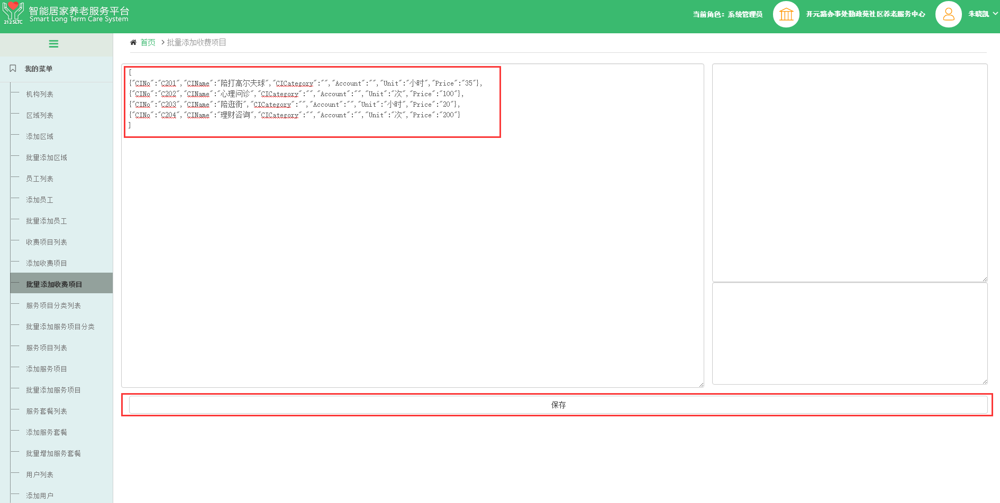 智能居家养老服务平台
Smart Long Term Care System
212SLTC
当前角色：系统管理员
开元路办事处勤政苑社区养老服务中心
朱晓凯
首页
批量添加收费项目
我的菜单
机构列表
区域列表
添加区域
批量添加区域
员工列表
添加员工
批量添加员工
收费项目列表
添加收费项目
批量添加收费项目
服务项目分类列表
批量添加服务项目分类
服务项目列表
添加服务项目
批量添加服务项目
服务套餐列表
添加服务套餐
批量增加服务套餐
用户列表
添加用户
[
{"CINo":"C201","CIName":"陪打高尔夫球","CICategory":"","Account":"","Unit":"小时","Price":"35"},
{"CINo":"C202","CIName":"心理问诊","CICategory":"","Account":"","Unit":"次","Price":"100"},
{"CINo":"C203","CIName":"陪逛街","CICategory":"","Account":"","Unit":"小时","Price":"20"},
{"CINo":"C204","CIName":"理财咨询","CICategory":"","Account":"","Unit":"次","Price":"200"}
]
保存